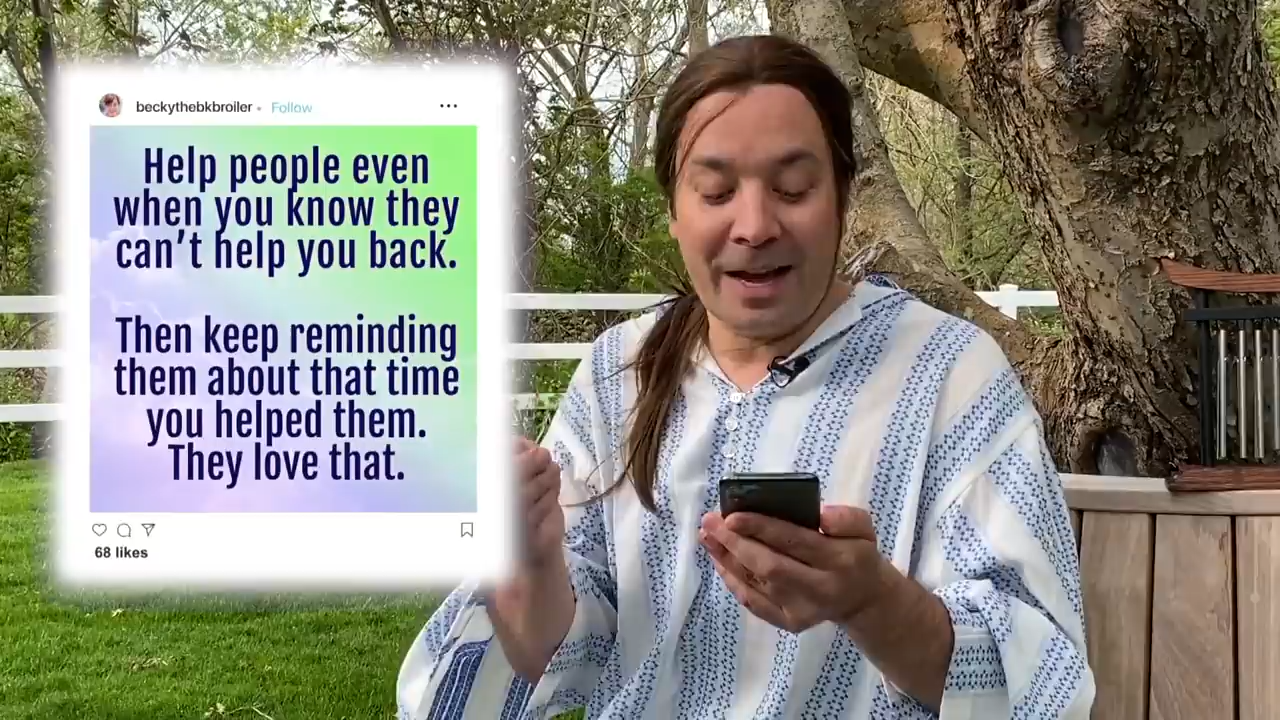 beckythebkbroiler • Follow
Help people even
when you know they
can't help you back.
Then keep reminding
them about that time
you helped them.
They love that.
68 likes